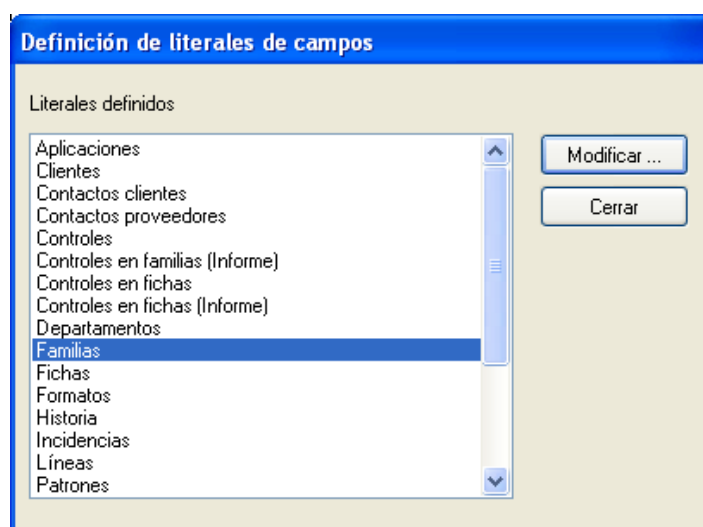 Definición de literales de campos
Literales definidos
Aplicaciones
Clientes
Contactos clientes
Contactos proveedores
Controles
Controles en familias (Informe)
Controles en fichas
Controles en fichas (Informe)
Departamentos
Familias
Fichas
Formatos
Historia
Incidencias
Líneas
Patrones
Modificar ...
Cerrar